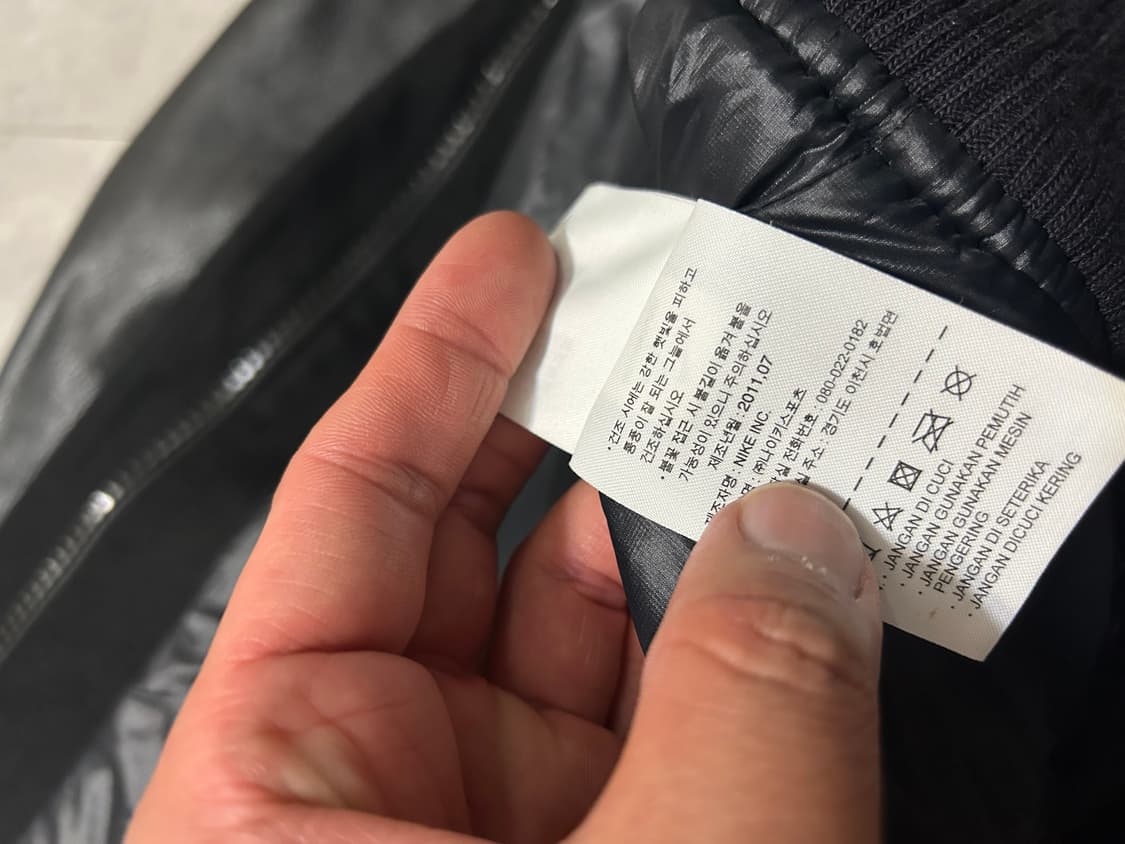 · 건조 시에는 강한 햇빛을 피하고
통풍이 잘 되는 그늘에서
건조하십시오
· 불꽃 접근 시 불길이 옮겨 붙을
가능성이 있으니 주의하십시오
제조년월 2011.07
제조자명 : NIKE INC.
: ㈜나이키스포츠
전화번호 : 080-022-0182
주소 : 경기도 이천시 호법면
· JANGAN DI CUCI
· JANGAN GUNAKAN PEMUTIH
· JANGAN GUNAKAN MESIN
PENGERING
· JANGAN DI SETERIKA
· JANGAN DICUCI KERING